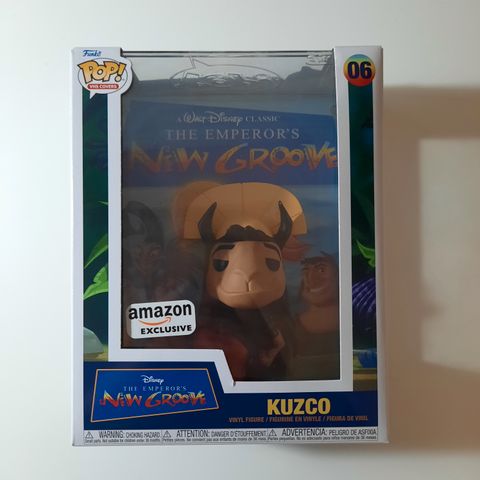 Funko
POP!
VHS COVERS
06
A Walt Disney CLASSIC
THE EMPEROR'S
NEW GROOVE
amazon
EXCLUSIVE
Disney
THE EMPEROR'S
NEW GROOVE
KUZCO
VINYL FIGURE / FIGURINE EN VINYLE / FIGURA DE VINIL
WARNING: CHOKING HAZARD.
ATTENTION: DANGER D'ÉTOUFFEMENT.
ADVERTENCIA: PELIGRO DE ASFIXIA.